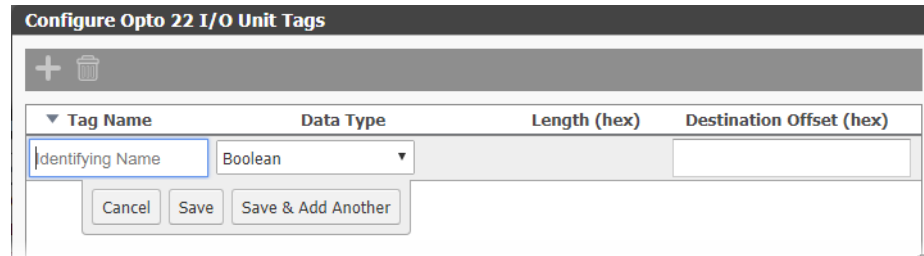 Configure Opto 22 I/O Unit Tags
Tag Name Data Type Length (hex) Destination Offset (hex)
Identifying Name Boolean
Cancel Save Save & Add Another